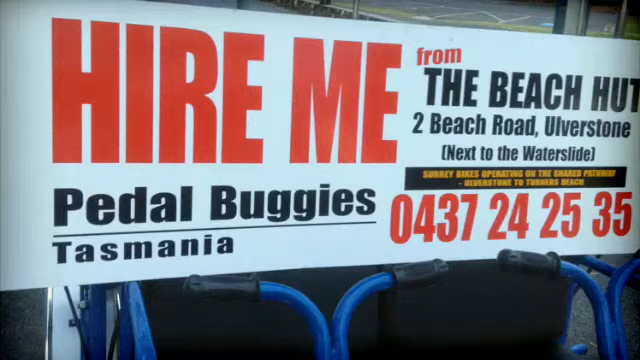 HIRE ME
Pedal Buggies
Tasmania
from
THE BEACH HUT
2 Beach Road, Ulverstone
(Next to the Waterslide)
SURREY BIKES OPERATING ON THE SHARED PATHWAY
- ULVERSTONE TO TURNERS BEACH
0437 24 25 35